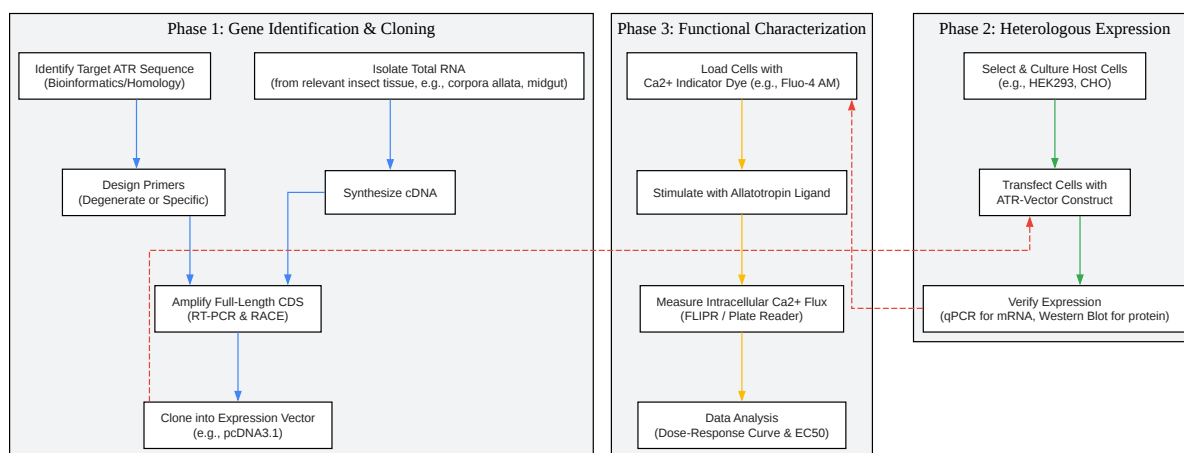 Phase 1: Gene Identification & Cloning
Identify Target ATR Sequence
(Bioinformatics/Homology)
Isolate Total RNA
(from relevant insect tissue, e.g., corpora allata, midgut)
Design Primers
(Degenerate or Specific)
Synthesize cDNA
Amplify Full-Length CDS
(RT-PCR & RACE)
Clone into Expression Vector
(e.g., pcDNA3.1)
Phase 3: Functional Characterization
Load Cells with
Ca2+ Indicator Dye (e.g., Fluo-4 AM)
Stimulate with Allatotropin Ligand
Measure Intracellular Ca2+ Flux
(FLIPR / Plate Reader)
Data Analysis
(Dose-Response Curve & EC50)
Phase 2: Heterologous Expression
Select & Culture Host Cells
(e.g., HEK293, CHO)
Transfect Cells with
ATR-Vector Construct
Verify Expression
(qPCR for mRNA, Western Blot for protein)